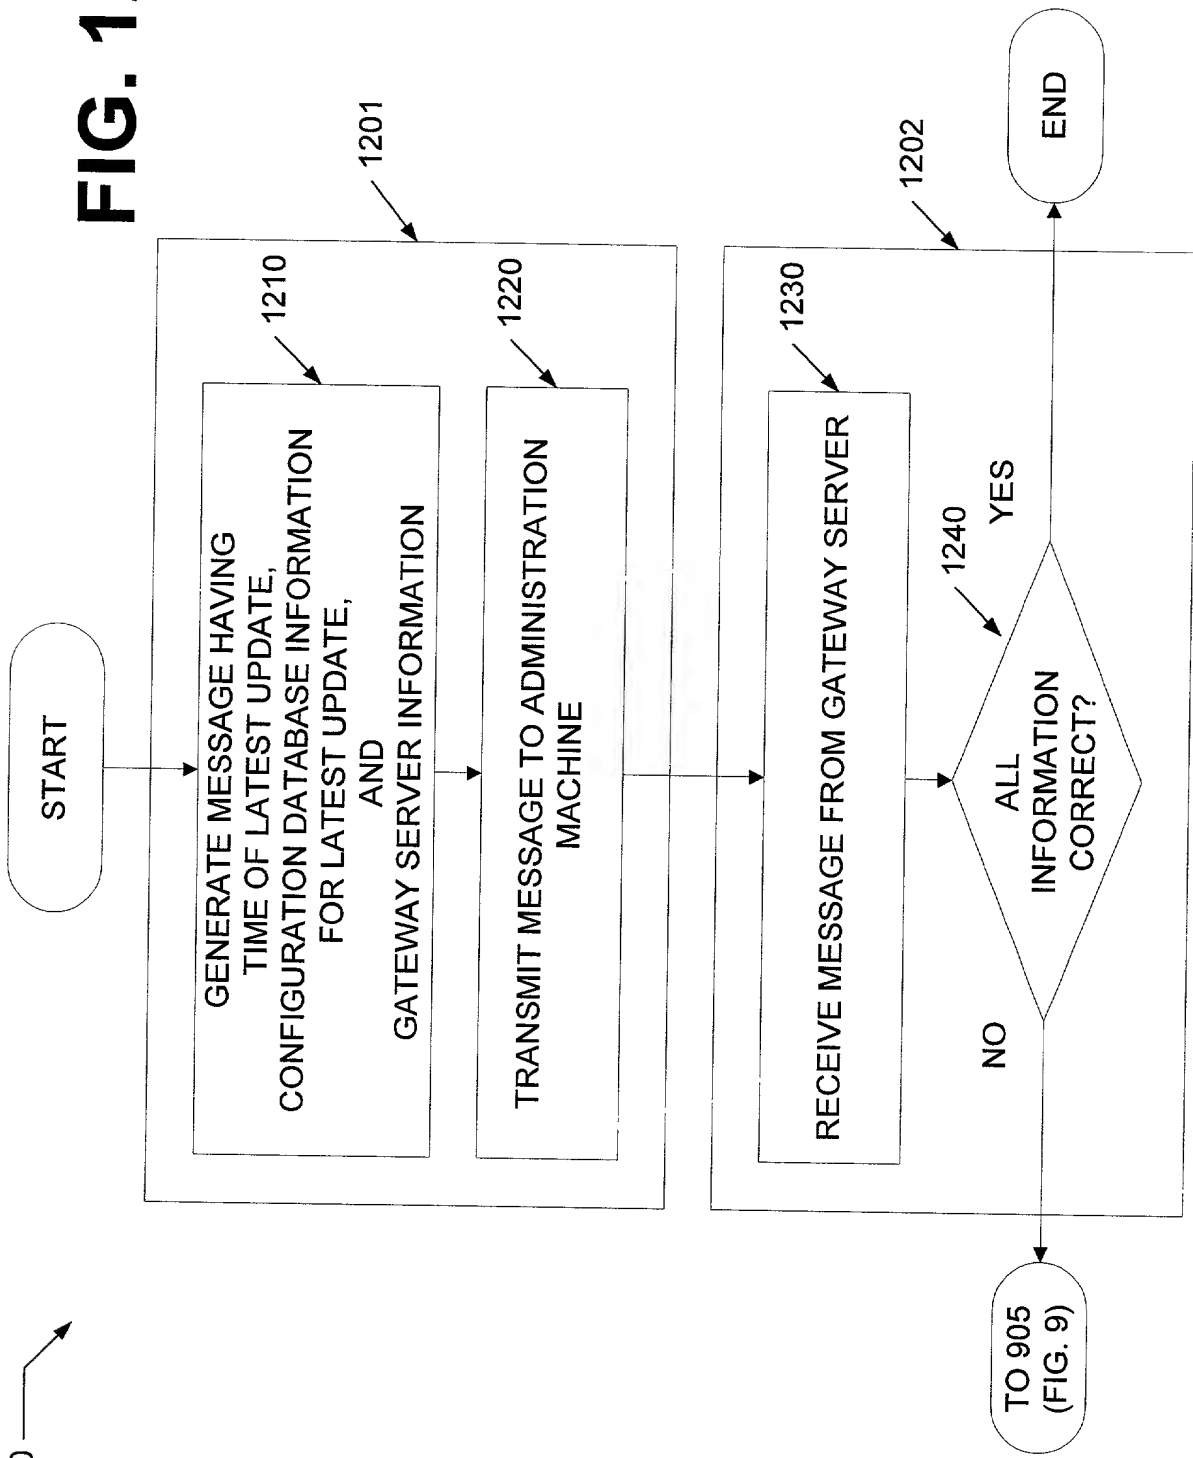 FIG. 1
START
1201
1210
GENERATE MESSAGE HAVING
TIME OF LATEST UPDATE,
CONFIGURATION DATABASE INFORMATION
FOR LATEST UPDATE,
AND
GATEWAY SERVER INFORMATION
1220
TRANSMIT MESSAGE TO ADMINISTRATION
MACHINE
1202
1230
RECEIVE MESSAGE FROM GATEWAY SERVER
1240
ALL
INFORMATION
CORRECT?
NO
YES
TO 905
(FIG. 9)
END